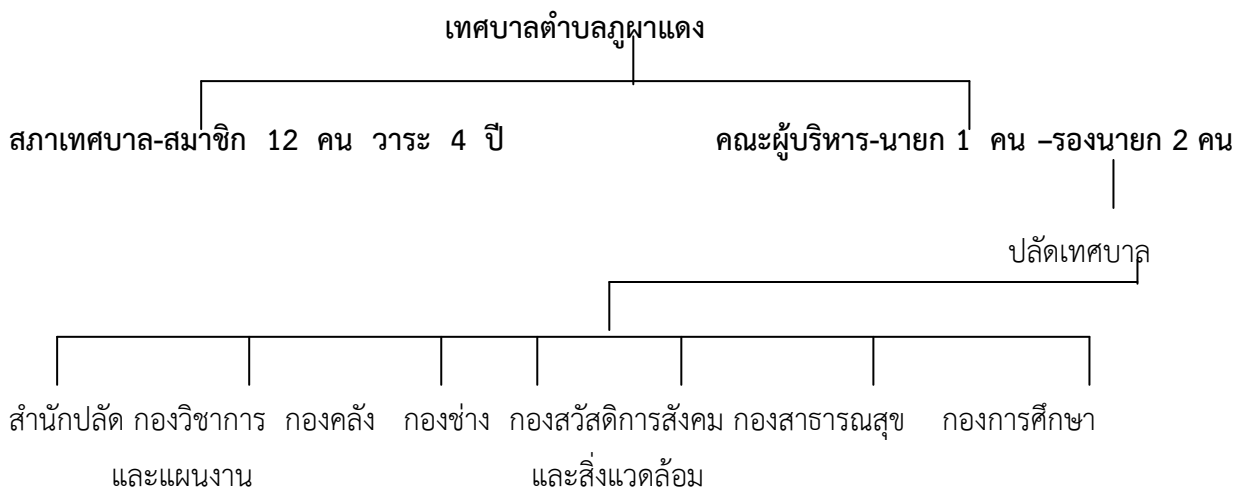 เทศบาลตำบลภูผาแดง
สภาเทศบาล-สมาชิก 12 คน วาระ 4 ปี คณะผู้บริหาร-นายก 1 คน –รองนายก 2 คน
ปลัดเทศบาล
สำนักปลัด กองวิชาการ กองคลัง กองช่าง กองสวัสดิการสังคม กองสาธารณสุข กองการศึกษา
และแผนงาน และสิ่งแวดล้อม